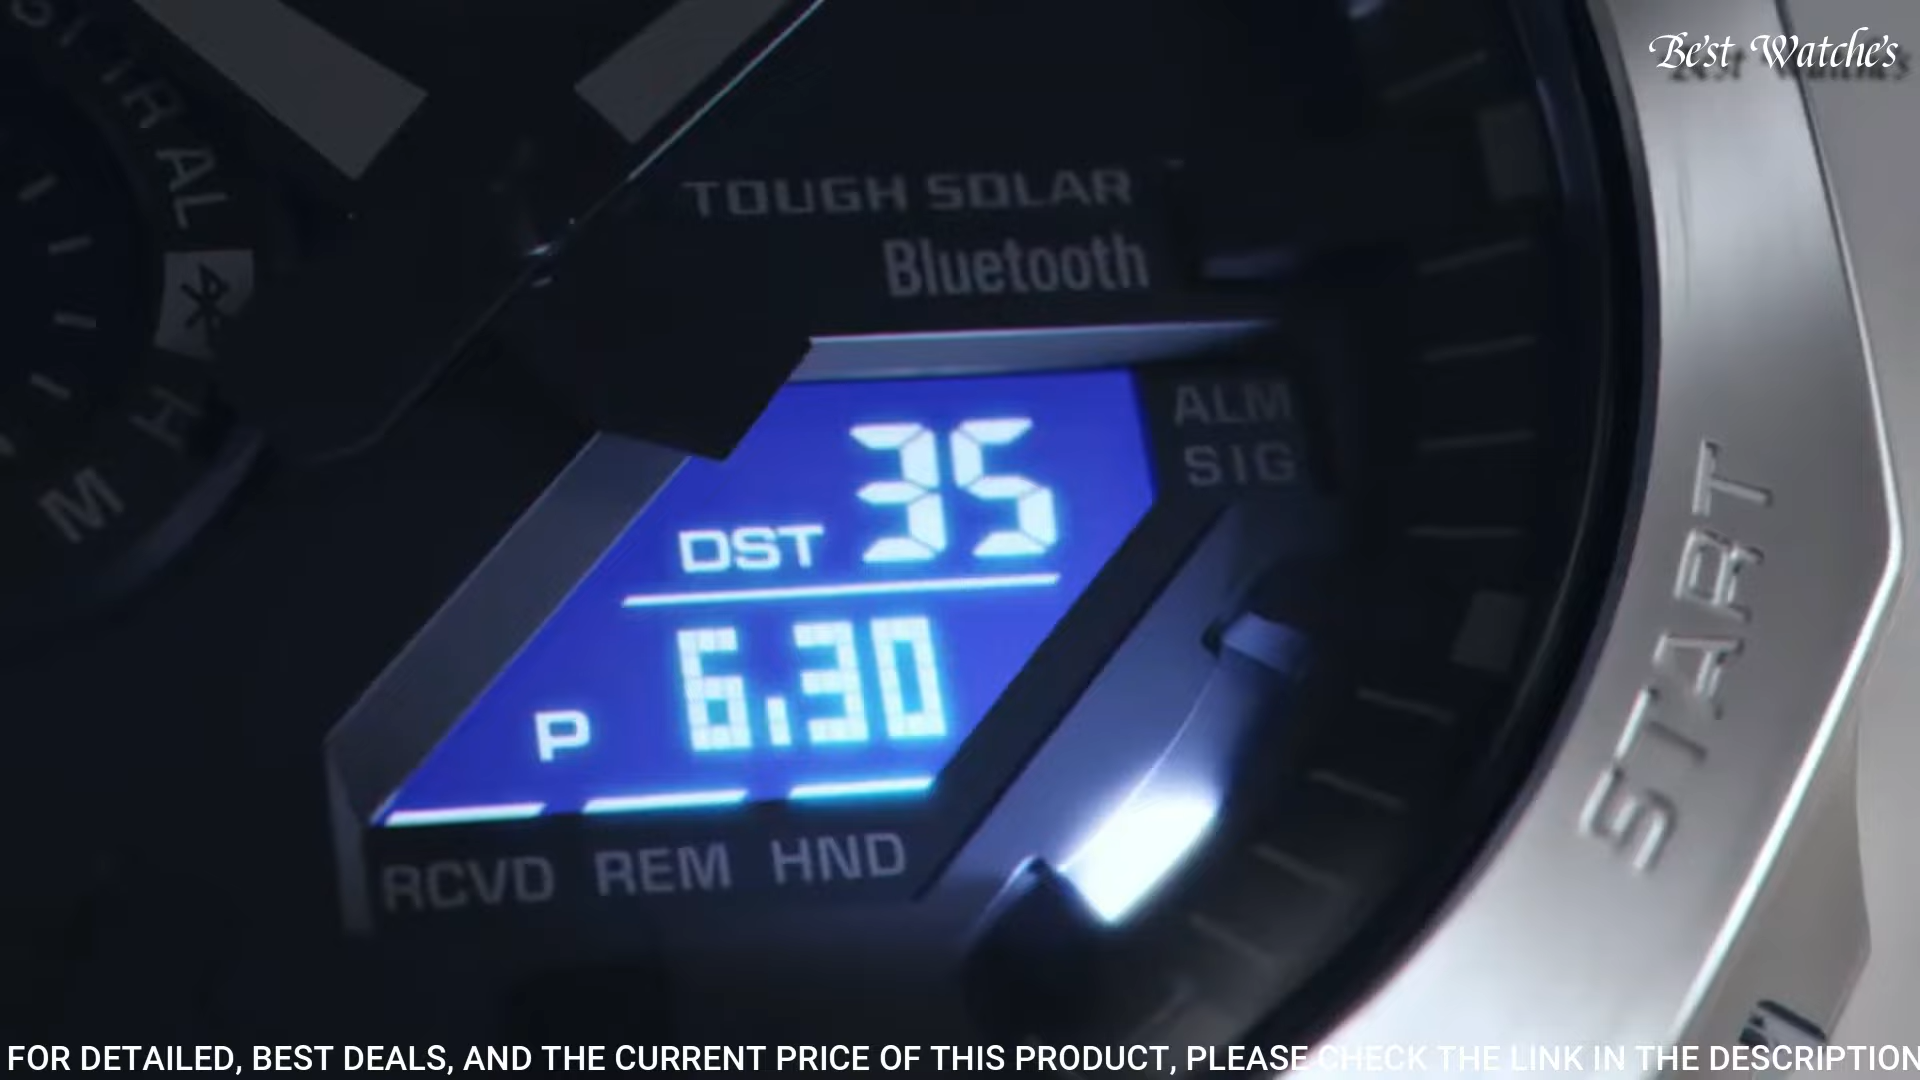 Be'st Watche's
TOUGH SOLAR
Bluetooth
ALM
SIG
DST 35
P 6.30
RCVD REM HND
START
H
M
FOR DETAILED, BEST DEALS, AND THE CURRENT PRICE OF THIS PRODUCT, PLEASE CHECK THE LINK IN THE DESCRIPTION